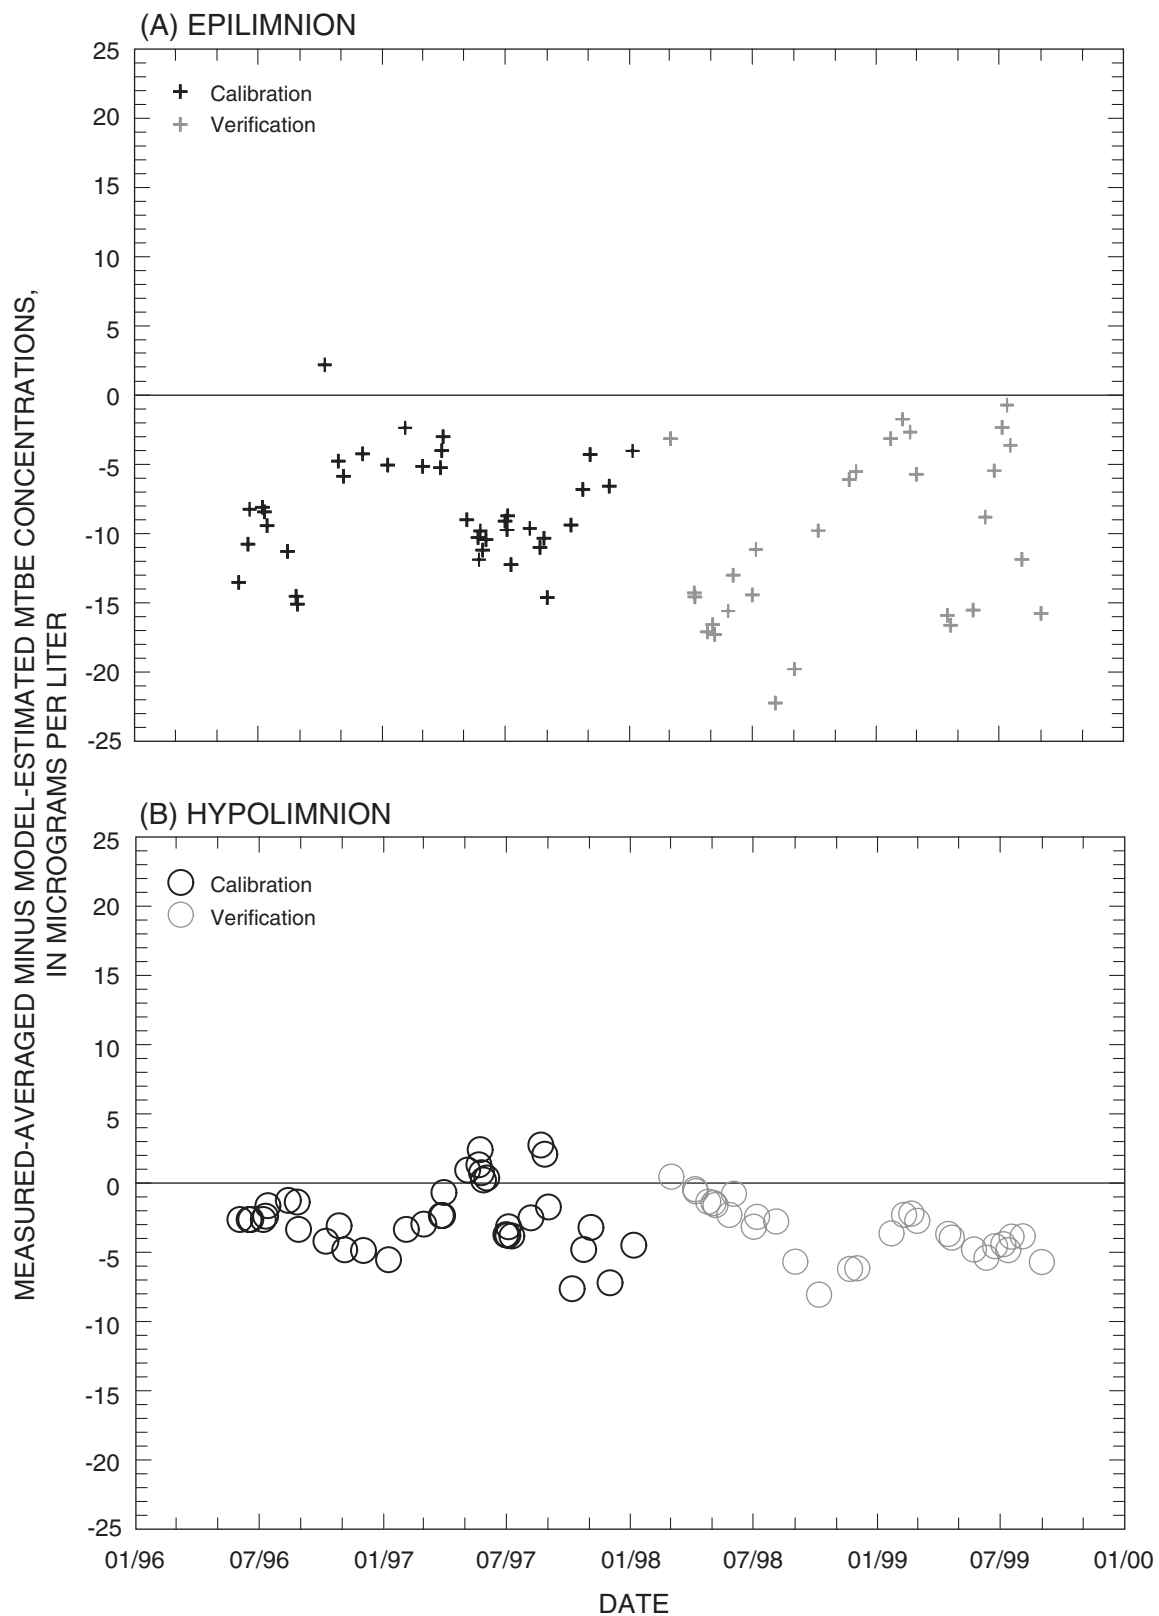 (A) EPILIMNION
25
20
15
10
5
0
-5
-10
-15
-20
-25
Calibration
Verification
MEASURED-AVERAGED MINUS MODEL-ESTIMATED MTBE CONCENTRATIONS,
IN MICROGRAMS PER LITER
(B) HYPOLIMNION
25
20
15
10
5
0
-5
-10
-15
-20
-25
Calibration
Verification
01/96 07/96 01/97 07/97 01/98 07/98 01/99 07/99 01/00
DATE